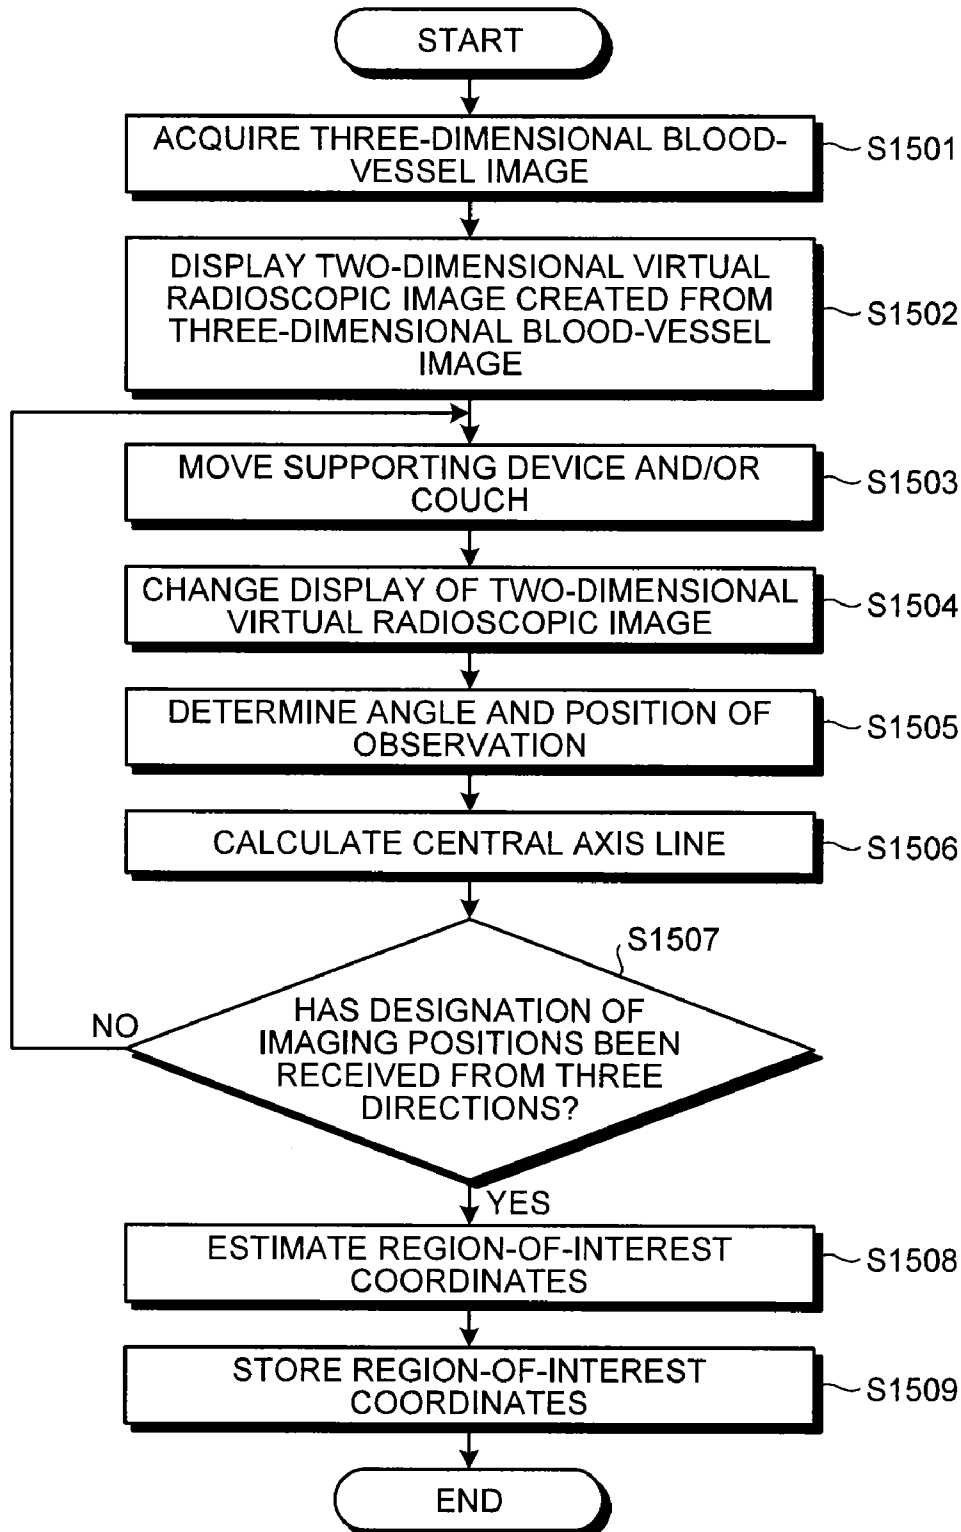 START
ACQUIRE THREE-DIMENSIONAL BLOOD-
VESSEL IMAGE
S1501
DISPLAY TWO-DIMENSIONAL VIRTUAL
RADIOSCOPIC IMAGE CREATED FROM
THREE-DIMENSIONAL BLOOD-VESSEL
IMAGE
S1502
MOVE SUPPORTING DEVICE AND/OR
COUCH
S1503
CHANGE DISPLAY OF TWO-DIMENSIONAL
VIRTUAL RADIOSCOPIC IMAGE
S1504
DETERMINE ANGLE AND POSITION OF
OBSERVATION
S1505
CALCULATE CENTRAL AXIS LINE
S1506
S1507
HAS DESIGNATION OF
IMAGING POSITIONS BEEN
RECEIVED FROM THREE
DIRECTIONS?
NO
YES
ESTIMATE REGION-OF-INTEREST
COORDINATES
S1508
STORE REGION-OF-INTEREST
COORDINATES
S1509
END